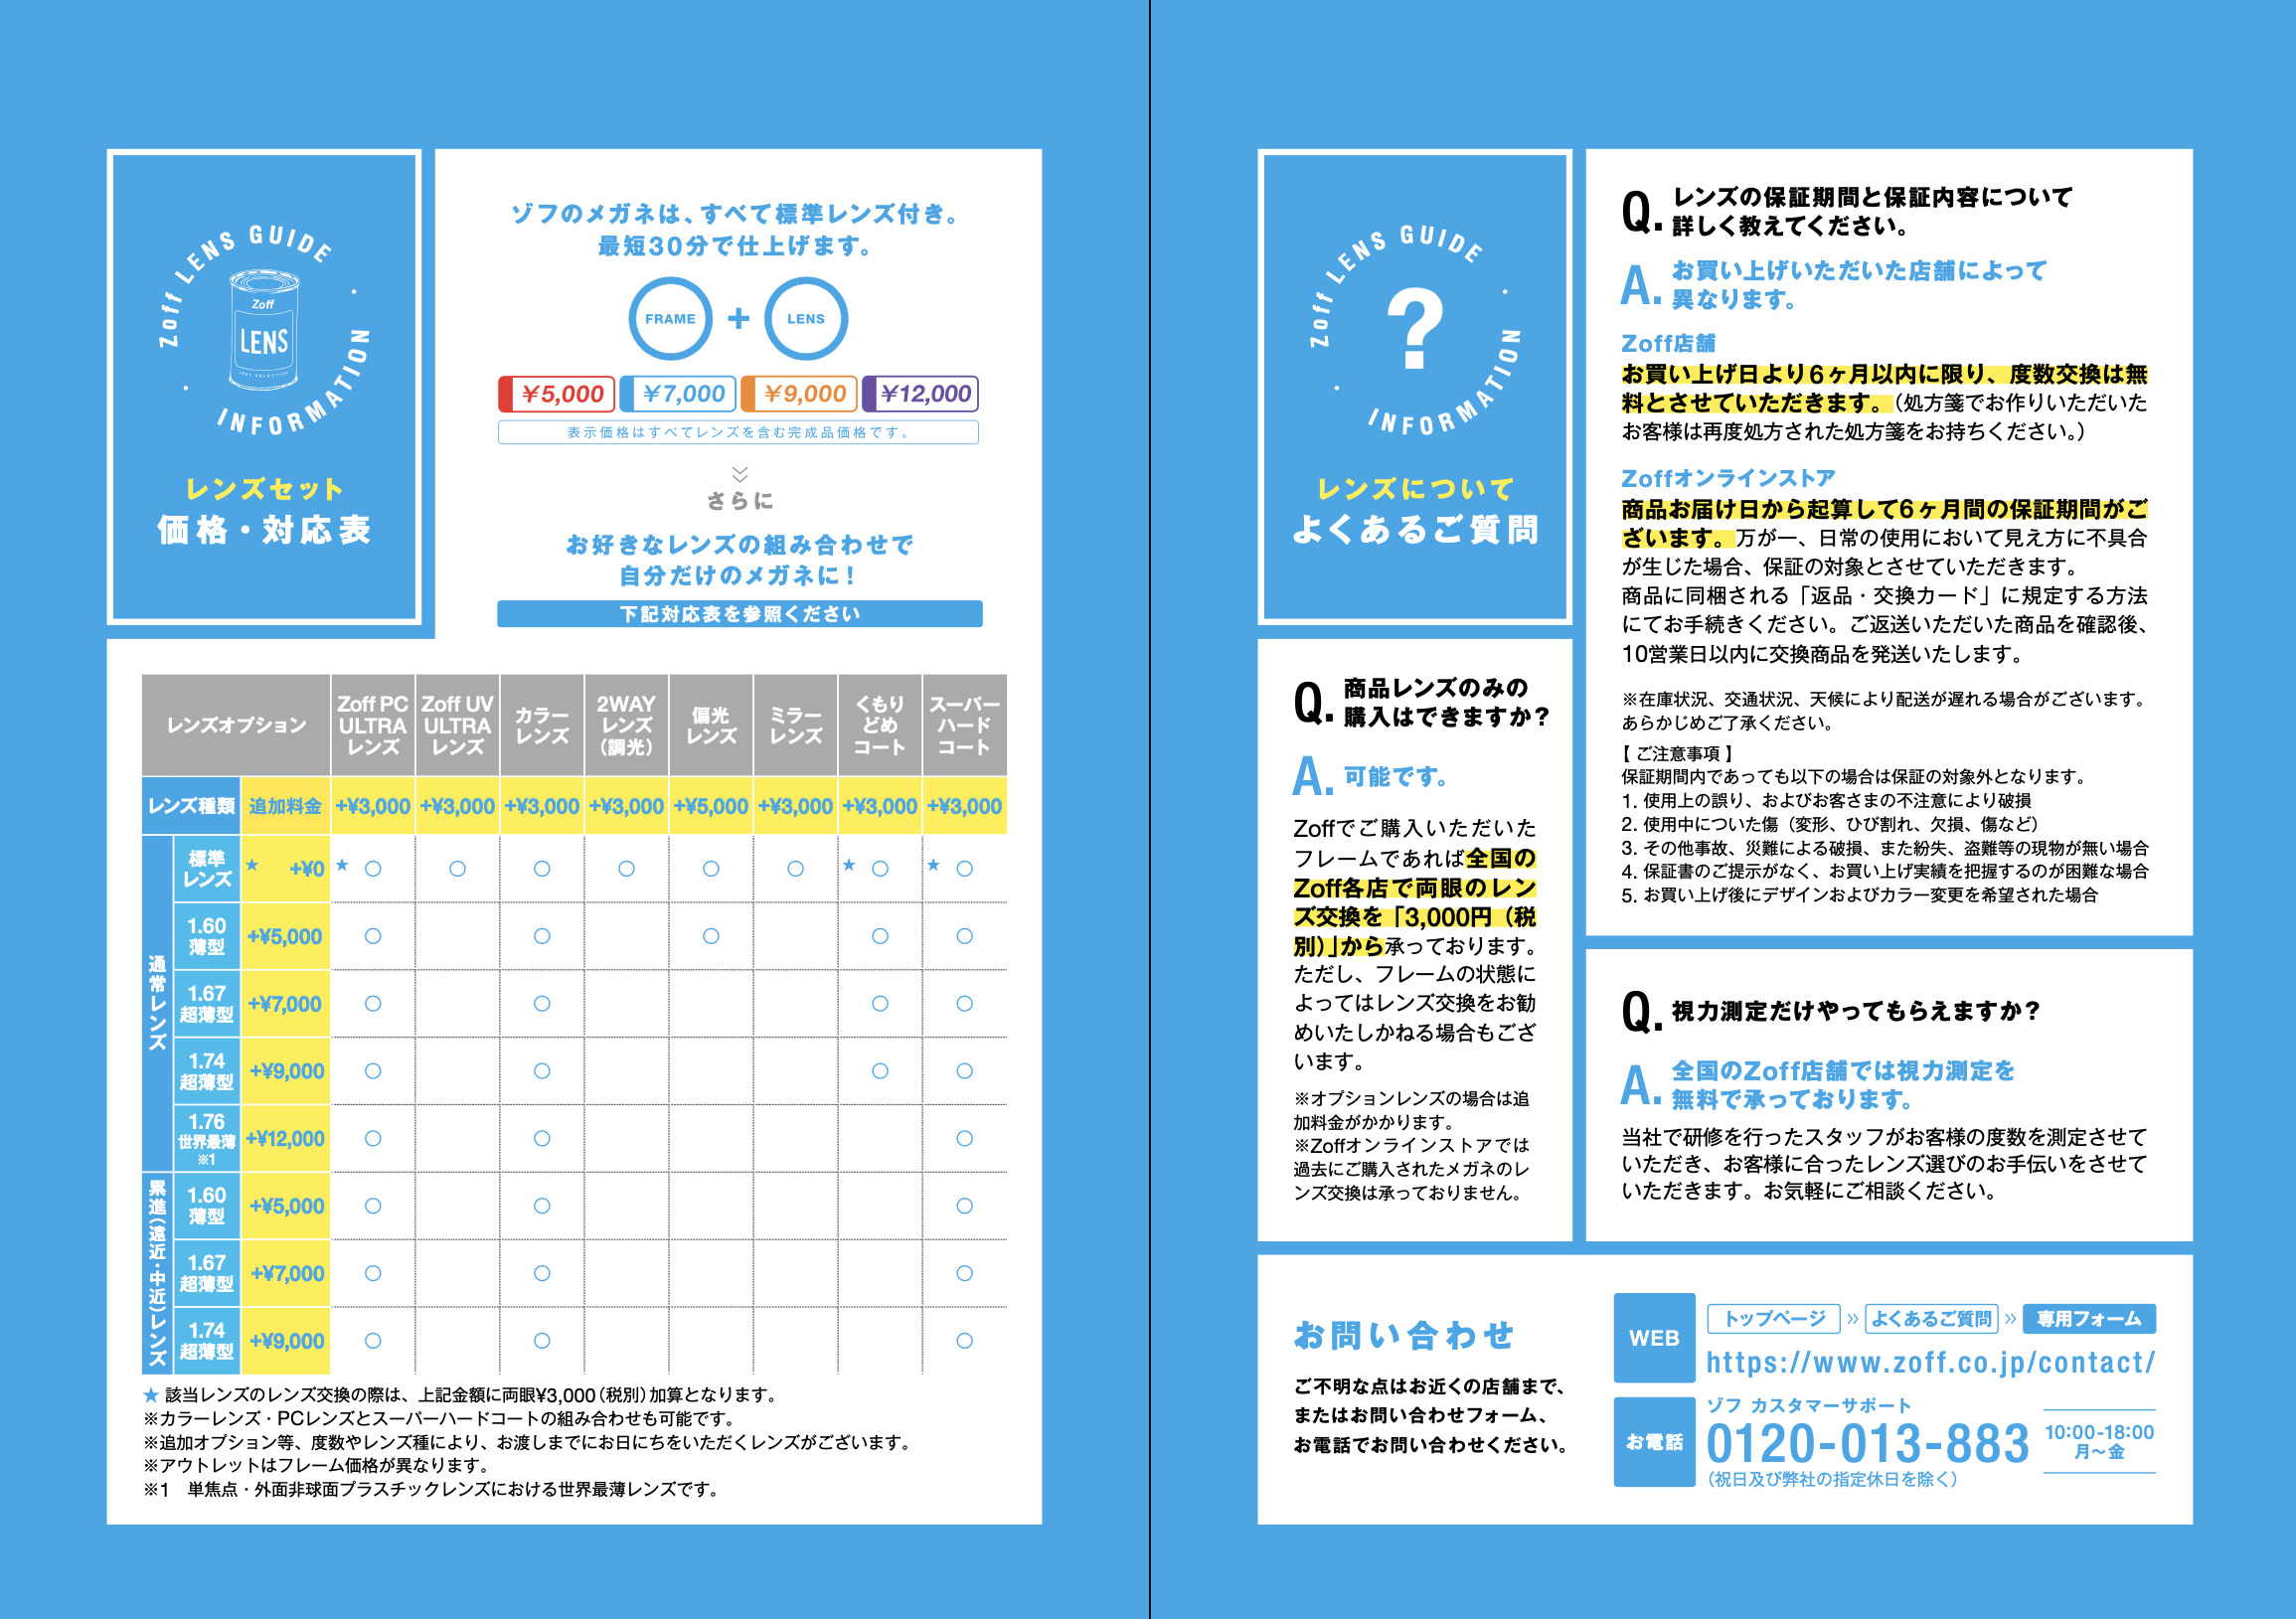 Zoff LENS GUIDE
Zoff
LENS
LENS SELECTION
INFORMATION
レンズセット
価格・対応表
ゾフのメガネは、すべて標準レンズ付き。
最短30分で仕上げます。
FRAME + LENS
¥5,000 ¥7,000 ¥9,000 ¥12,000
表示価格はすべてレンズを含む完成品価格です。
さらに
お好きなレンズの組み合わせで
自分だけのメガネに！
下記対応表を参照ください
レンズオプション Zoff PC ULTRA レンズ Zoff UV ULTRA レンズ カラーレンズ 2WAY レンズ (調光) 偏光レンズ ミラーレンズ くもりどめコート スーパーハードコート
レンズ種類 追加料金 +¥3,000 +¥3,000 +¥3,000 +¥3,000 +¥5,000 +¥3,000 +¥3,000 +¥3,000
通常レンズ
標準レンズ ★ +¥0 ★ ○ ○ ○ ○ ○ ○ ★ ○ ★ ○
1.60 薄型 +¥5,000 ○ ○ ○ ○ ○
1.67 超薄型 +¥7,000 ○ ○ ○ ○
1.74 超薄型 +¥9,000 ○ ○ ○ ○
1.76 世界最薄 ※1 +¥12,000 ○ ○ ○
累進(遠近・中近)レンズ
1.60 薄型 +¥5,000 ○ ○ ○
1.67 超薄型 +¥7,000 ○ ○ ○
1.74 超薄型 +¥9,000 ○ ○ ○
★ 該当レンズのレンズ交換の際は、上記金額に両眼¥3,000(税別)加算となります。
※カラーレンズ・PCレンズとスーパーハードコートの組み合わせも可能です。
※追加オプション等、度数やレンズ種により、お渡しまでにお日にちをいただくレンズがございます。
※アウトレットはフレーム価格が異なります。
※1 単焦点・外面非球面プラスチックレンズにおける世界最薄レンズです。
Zoff LENS GUIDE
?
INFORMATION
レンズについて
よくあるご質問
Q. 商品レンズのみの
購入はできますか？
A. 可能です。
Zoffでご購入いただいた
フレームであれば全国の
Zoff各店で両眼のレン
ズ交換を「3,000円（税
別）」から承っております。
ただし、フレームの状態に
よってはレンズ交換をお勧
めいたしかねる場合もござ
います。
※オプションレンズの場合は追
加料金がかかります。
※Zoffオンラインストアでは
過去にご購入されたメガネのレ
ンズ交換は承っておりません。
Q. レンズの保証期間と保証内容について
詳しく教えてください。
A. お買い上げいただいた店舗によって
異なります。
Zoff店舗
お買い上げ日より6ヶ月以内に限り、度数交換は無
料とさせていただきます。（処方箋でお作りいただいた
お客様は再度処方された処方箋をお持ちください。）
Zoffオンラインストア
商品お届け日から起算して6ヶ月間の保証期間がご
ざいます。万が一、日常の使用において見え方に不具合
が生じた場合、保証の対象とさせていただきます。
商品に同梱される「返品・交換カード」に規定する方法
にてお手続きください。ご返送いただいた商品を確認後、
10営業日以内に交換商品を発送いたします。
※在庫状況、交通状況、天候により配送が遅れる場合がございます。
あらかじめご了承ください。
【 ご注意事項 】
保証期間内であっても以下の場合は保証の対象外となります。
1. 使用上の誤り、およびお客さまの不注意により破損
2. 使用中についた傷（変形、ひび割れ、欠損、傷など）
3. その他事故、災難による破損、また紛失、盗難等の現物が無い場合
4. 保証書のご提示がなく、お買い上げ実績を把握するのが困難な場合
5. お買い上げ後にデザインおよびカラー変更を希望された場合
Q. 視力測定だけやってもらえますか？
A. 全国のZoff店舗では視力測定を
無料で承っております。
当社で研修を行ったスタッフがお客様の度数を測定させて
いただき、お客様に合ったレンズ選びのお手伝いをさせて
いただきます。お気軽にご相談ください。
お問い合わせ
ご不明な点はお近くの店舗まで、
またはお問い合わせフォーム、
お電話でお問い合わせください。
WEB
トップページ » よくあるご質問 » 専用フォーム
https://www.zoff.co.jp/contact/
お電話
ゾフ カスタマーサポート
0120-013-883
10:00-18:00
月〜金
（祝日及び弊社の指定休日を除く）